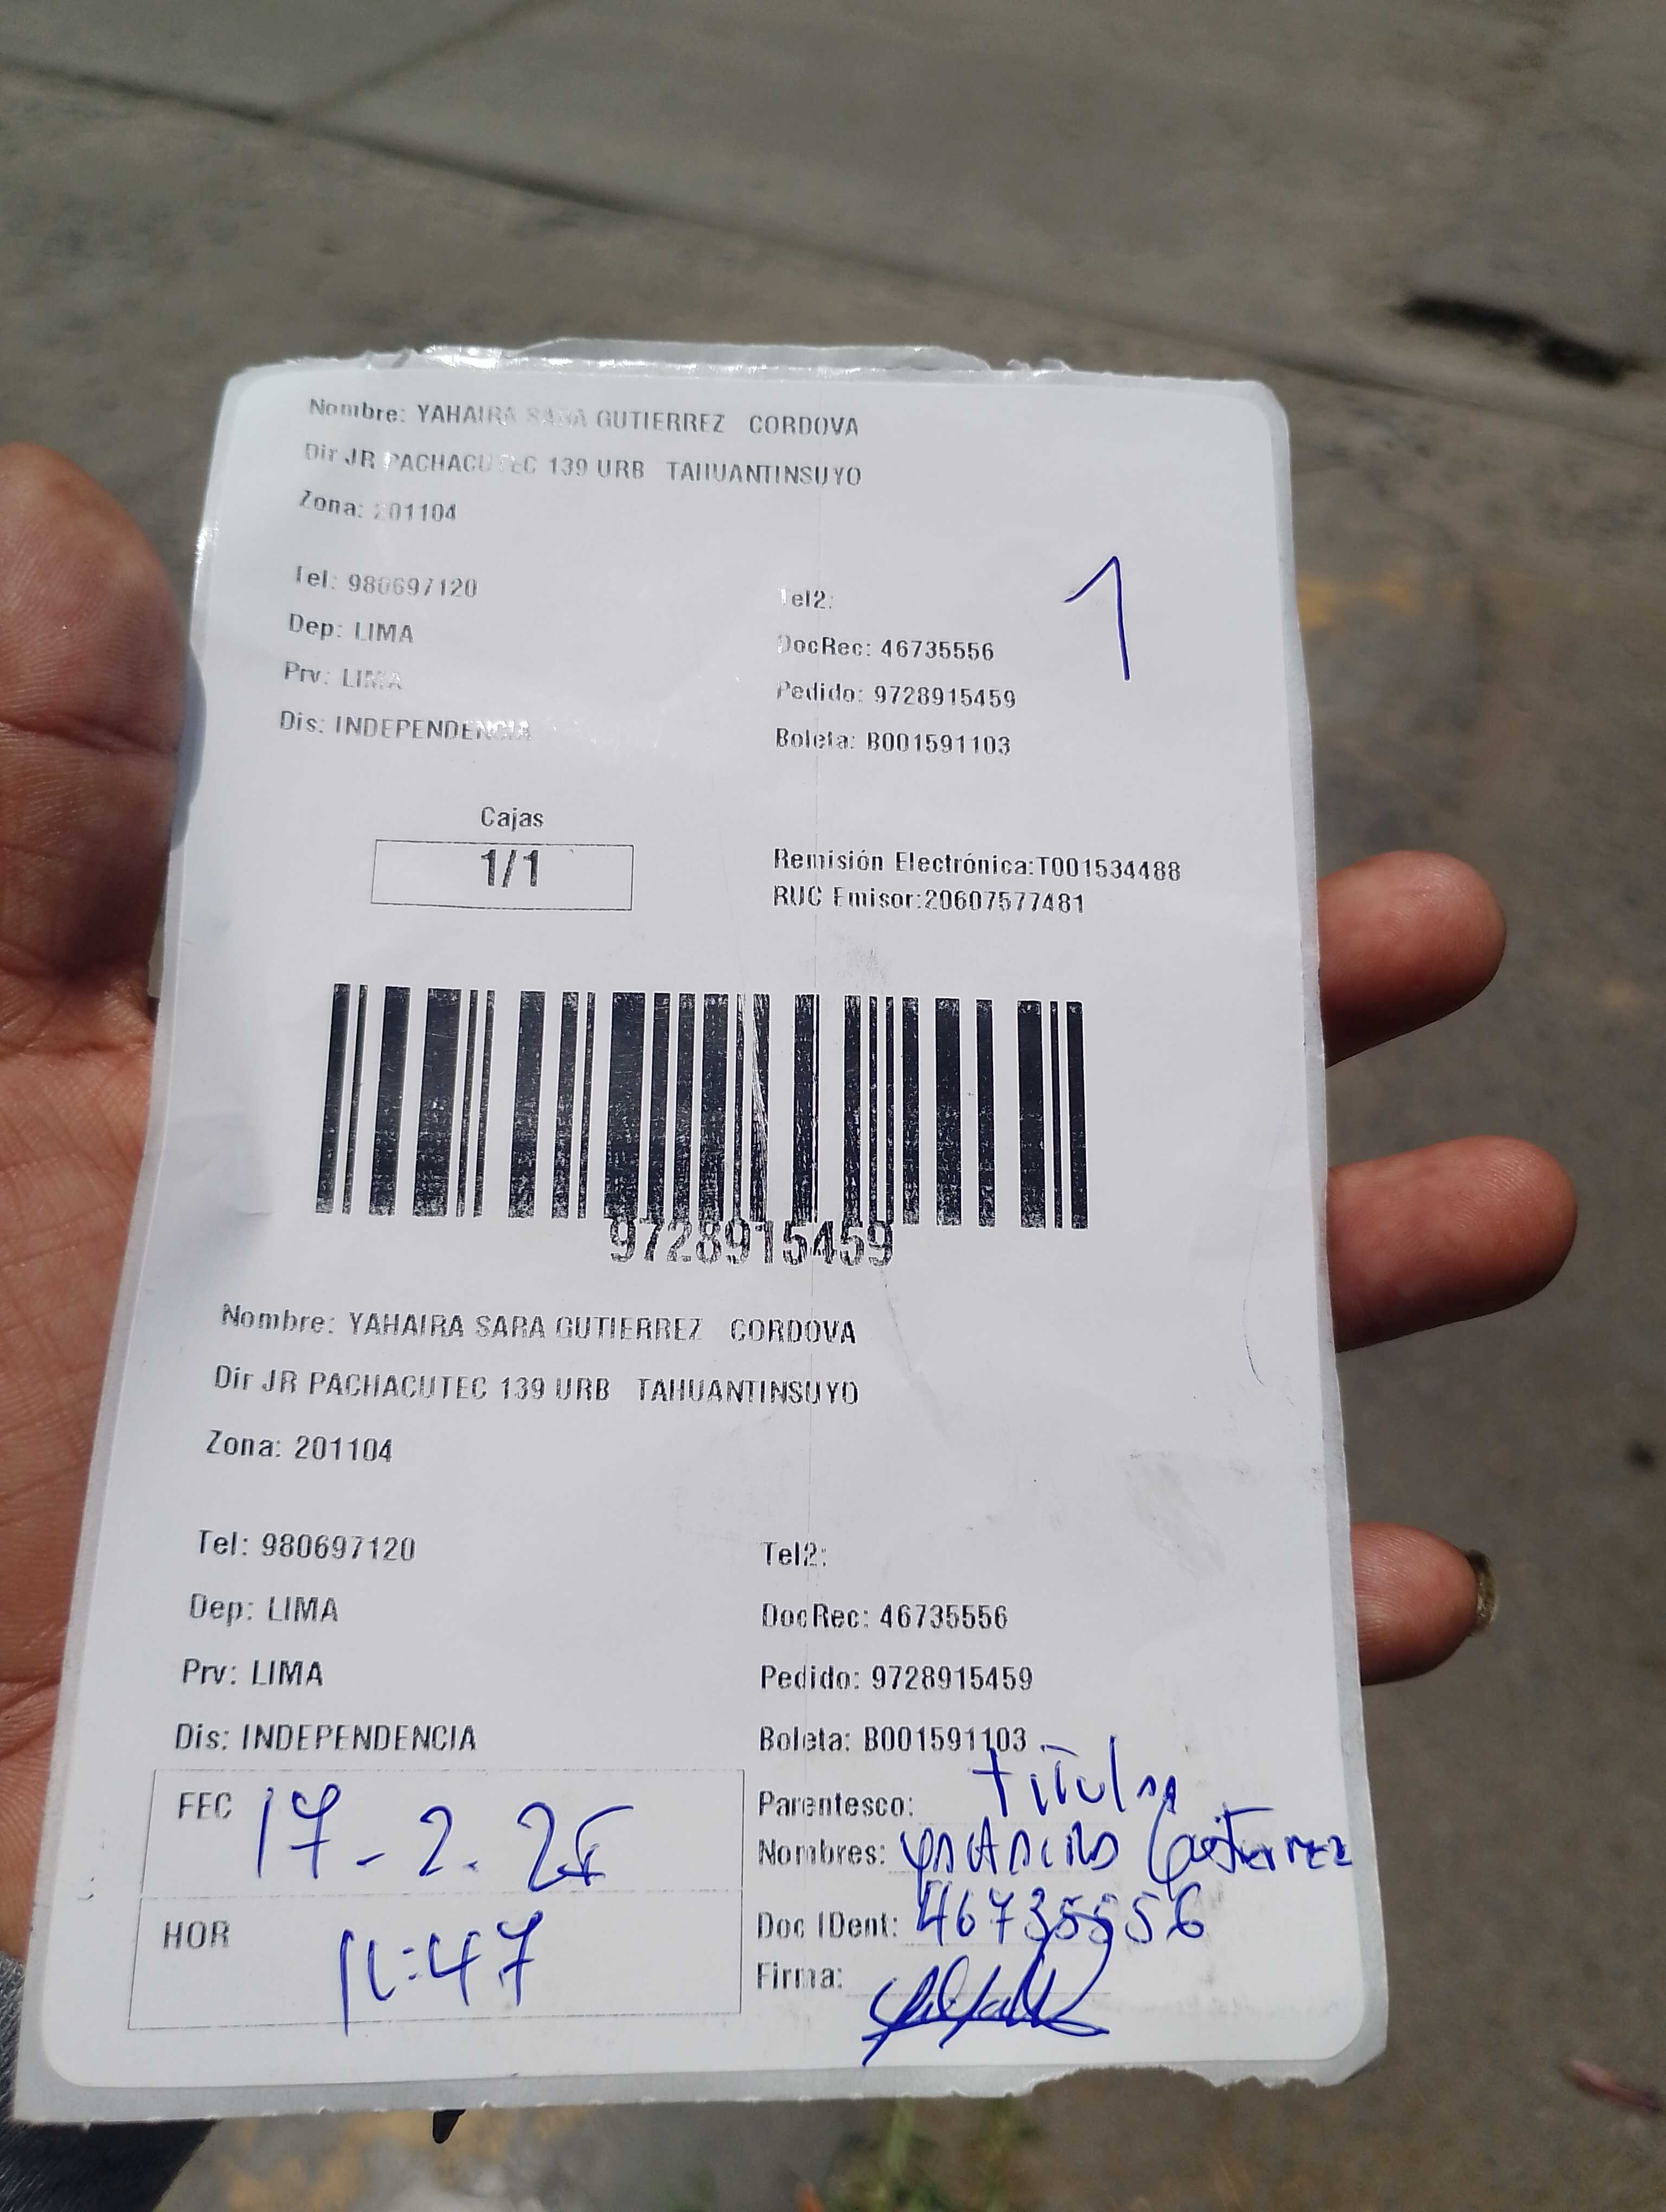 Nombre: YAHAIRA SARA GUTIERREZ CORDOVA
Dir JR PACHACUTEC 139 URB TAHUANTINSUYO
Zona: 201104
Tel: 980697120
Tel2:
Dep: LIMA
DocRec: 46735556
1
Prv: LIMA
Pedido: 9728915459
Dis: INDEPENDENCIA
Boleta: B001591103
Cajas
1/1
Remisión Electrónica:T001534488
RUC Emisor:20607577481
9728915459
Nombre: YAHAIRA SARA GUTIERREZ CORDOVA
Dir JR PACHACUTEC 139 URB TAHUANTINSUYO
Zona: 201104
Tel: 980697120
Tel2:
Dep: LIMA
DocRec: 46735556
Prv: LIMA
Pedido: 9728915459
Dis: INDEPENDENCIA
Boleta: B001591103
FEC 17-2.25
Parentesco: titular
Nombres: Gutierrez
HOR 11:47
Doc IDent: 46735556
Firma: